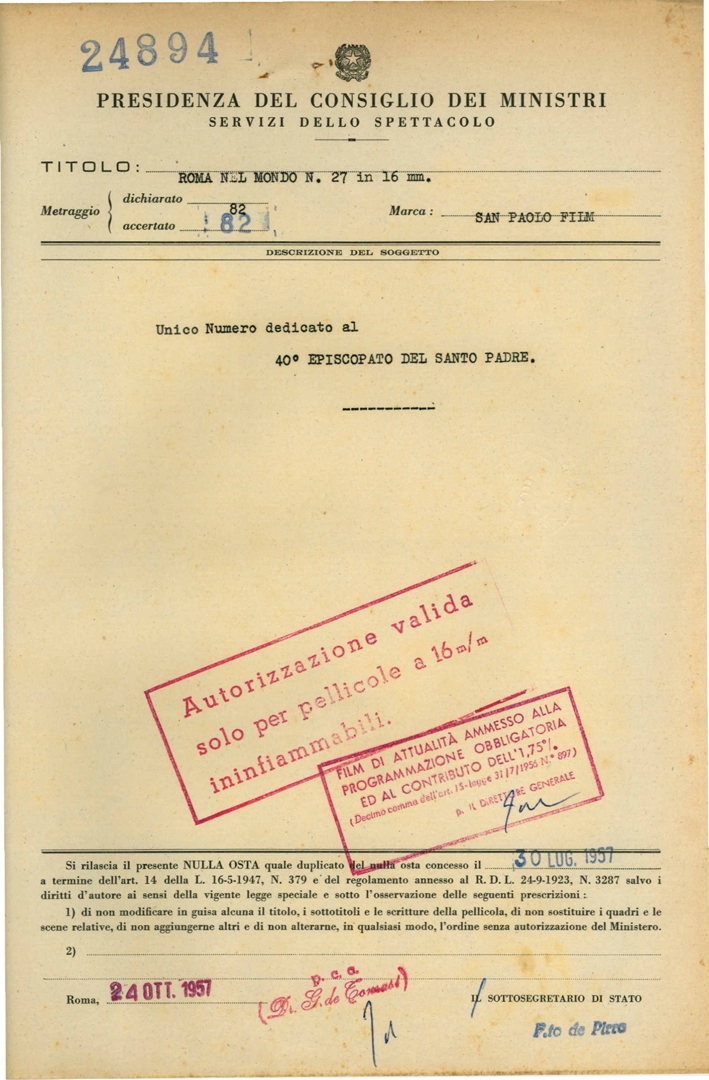 24894
PRESIDENZA DEL CONSIGLIO DEI MINISTRI
SERVIZI DELLO SPETTACOLO
TITOLO: ROMA NEL MONDO N. 27 in 16 mm.
Metraggio { dichiarato 82
accertato 82
Marca: SAN PAOLO FILM
DESCRIZIONE DEL SOGGETTO
Unico Numero dedicato al
40° EPISCOPATO DEL SANTO PADRE.
Autorizzazione valida
solo per pellicole a 16 m/m
ininfiammabili.
FILM DI ATTUALITÀ AMMESSO ALLA
PROGRAMMAZIONE OBBLIGATORIA
ED AL CONTRIBUTO DELL'1,75%.
(Decimo comma dell'art. 15-legge 31/7/1956 N° 897)
p. IL DIRETTORE GENERALE
Si rilascia il presente NULLA OSTA quale duplicato del nulla osta concesso il 30 LUG. 1957
a termine dell'art. 14 della L. 16-5-1947, N. 379 e del regolamento annesso al R. D. L. 24-9-1923, N. 3287 salvo i
diritti d'autore ai sensi della vigente legge speciale e sotto l'osservazione delle seguenti prescrizioni :
1) di non modificare in guisa alcuna il titolo, i sottotitoli e le scritture della pellicola, di non sostituire i quadri e le
scene relative, di non aggiungerne altri e di non alterarne, in qualsiasi modo, l'ordine senza autorizzazione del Ministero.
2)
Roma, 24 OTT. 1957
p. c. c.
(Dr. G. de Tomasi)
IL SOTTOSEGRETARIO DI STATO
F.to de Pirro